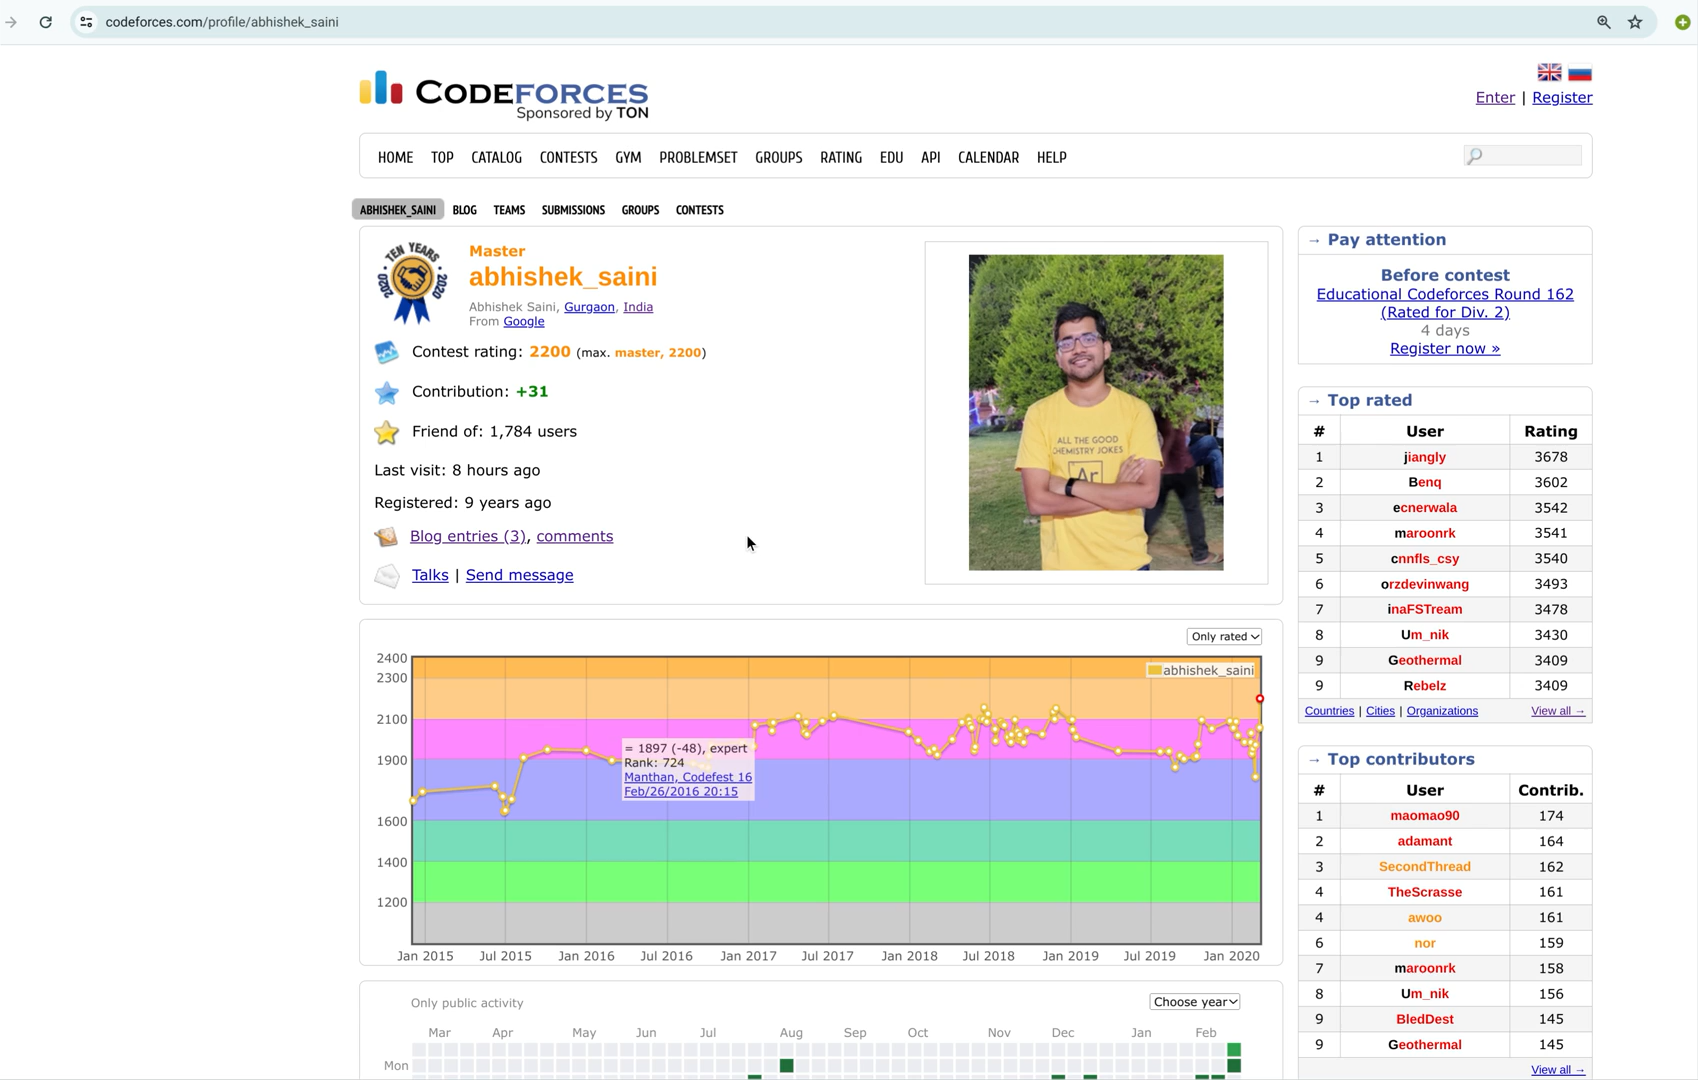 codeforces.com/profile/abhishek_saini
CODEFORCES
Sponsored by TON
Enter | Register
HOME TOP CATALOG CONTESTS GYM PROBLEMSET GROUPS RATING EDU API CALENDAR HELP
ABHISHEK_SAINI BLOG TEAMS SUBMISSIONS GROUPS CONTESTS
TEN YEARS
2020
Master
abhishek_saini
Abhishek Saini, Gurgaon, India
From Google
Contest rating: 2200 (max. master, 2200)
Contribution: +31
Friend of: 1,784 users
Last visit: 8 hours ago
Registered: 9 years ago
Blog entries (3), comments
Talks | Send message
ALL THE GOOD
CHEMISTRY JOKES
Ar
→ Pay attention
Before contest
Educational Codeforces Round 162
(Rated for Div. 2)
4 days
Register now »
→ Top rated
# User Rating
1 jiangly 3678
2 Benq 3602
3 ecnerwala 3542
4 maroonrk 3541
5 cnnfls_csy 3540
6 orzdevinwang 3493
7 inaFSTream 3478
8 Um_nik 3430
9 Geothermal 3409
9 Rebelz 3409
Countries | Cities | Organizations View all →
Only rated
abhishek_saini
2400
2300
2100
1900
1600
1400
1200
= 1897 (-48), expert
Rank: 724
Manthan, Codefest 16
Feb/26/2016 20:15
Jan 2015 Jul 2015 Jan 2016 Jul 2016 Jan 2017 Jul 2017 Jan 2018 Jul 2018 Jan 2019 Jul 2019 Jan 2020
→ Top contributors
# User Contrib.
1 maomao90 174
2 adamant 164
3 SecondThread 162
4 TheScrasse 161
4 awoo 161
6 nor 159
7 maroonrk 158
8 Um_nik 156
9 BledDest 145
9 Geothermal 145
View all →
Only public activity
Choose year
Mar Apr May Jun Jul Aug Sep Oct Nov Dec Jan Feb
Mon